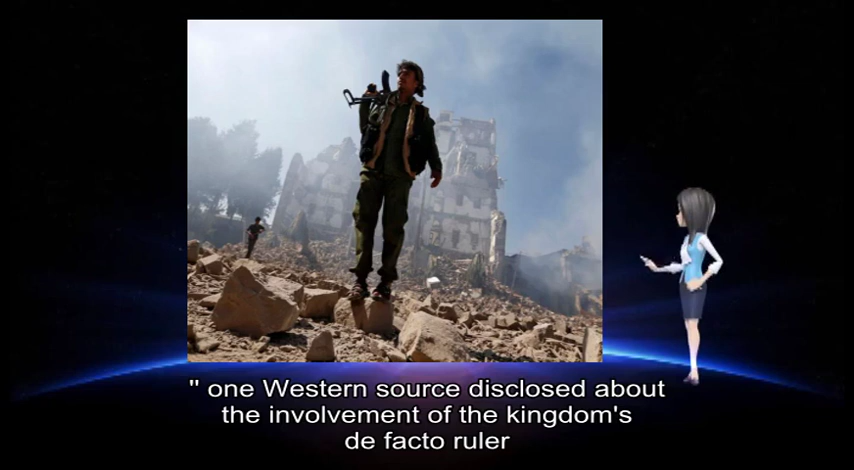 " one Western source disclosed about
the involvement of the kingdom's
de facto ruler